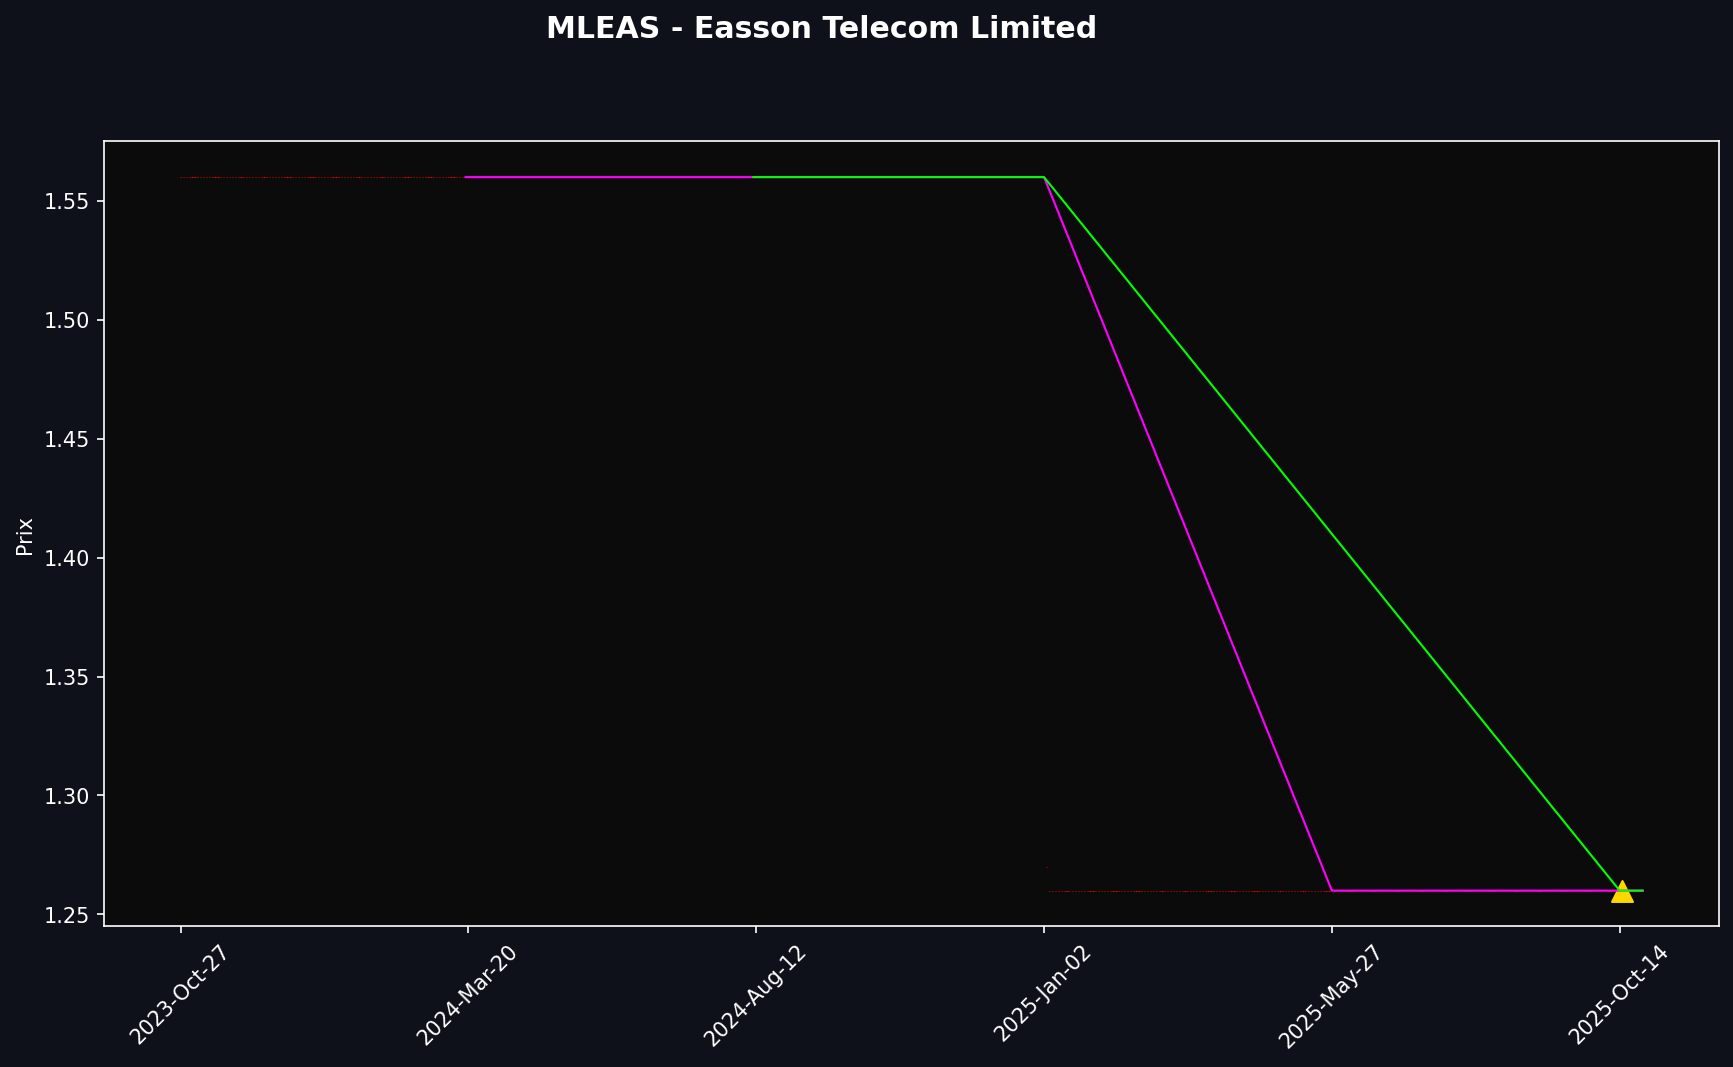 MLEAS - Easson Telecom Limited
Prix
1.55
1.50
1.45
1.40
1.35
1.30
1.25
2023-Oct-27
2024-Mar-20
2024-Aug-12
2025-Jan-02
2025-May-27
2025-Oct-14